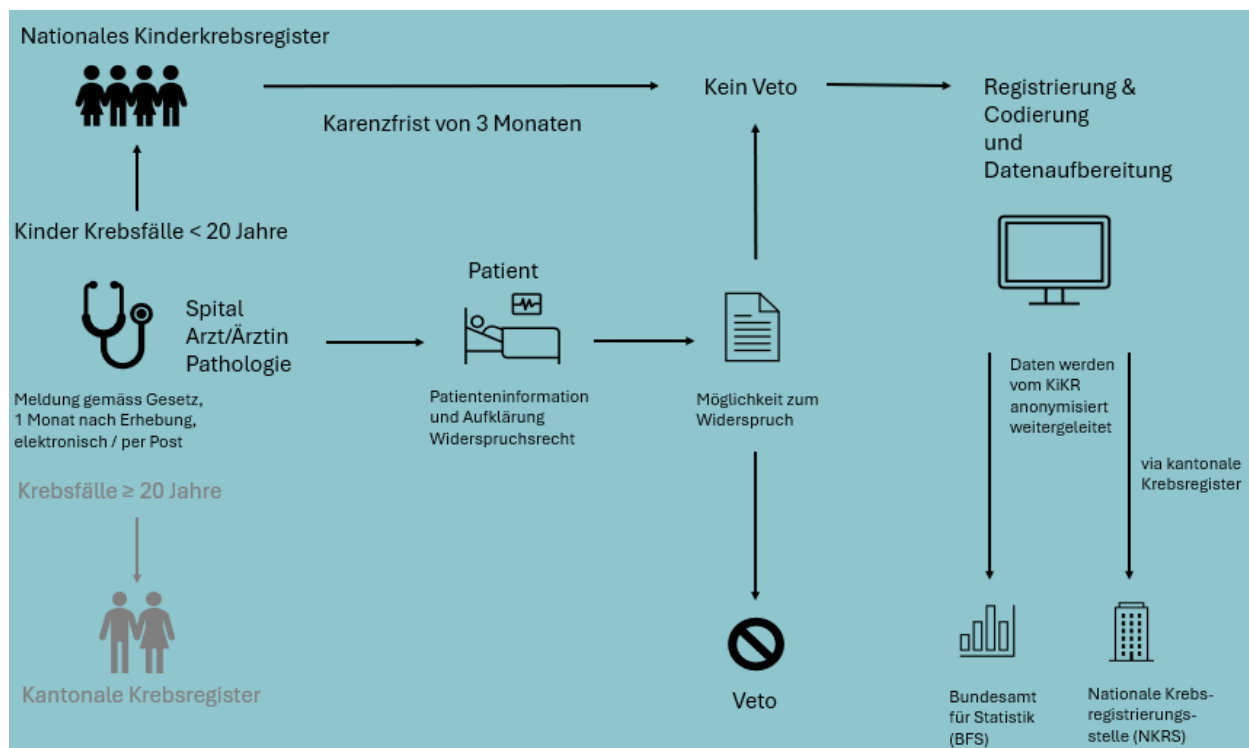 Nationales Kinderkrebsregister
Karenzfrist von 3 Monaten
Kein Veto
Registrierung &
Codierung
und
Datenaufbereitung
Kinder Krebsfälle < 20 Jahre
Spital
Arzt/Ärztin
Pathologie
Meldung gemäss Gesetz,
1 Monat nach Erhebung,
elektronisch / per Post
Patient
Patienteninformation
und Aufklärung
Widerspruchsrecht
Möglichkeit zum
Widerspruch
Daten werden
vom KiKR
anonymisiert
weitergeleitet
via kantonale
Krebsregister
Krebsfälle ≥ 20 Jahre
Kantonale Krebsregister
Veto
Bundesamt
für Statistik
(BFS)
Nationale Krebs-
registrierungs-
stelle (NKRS)